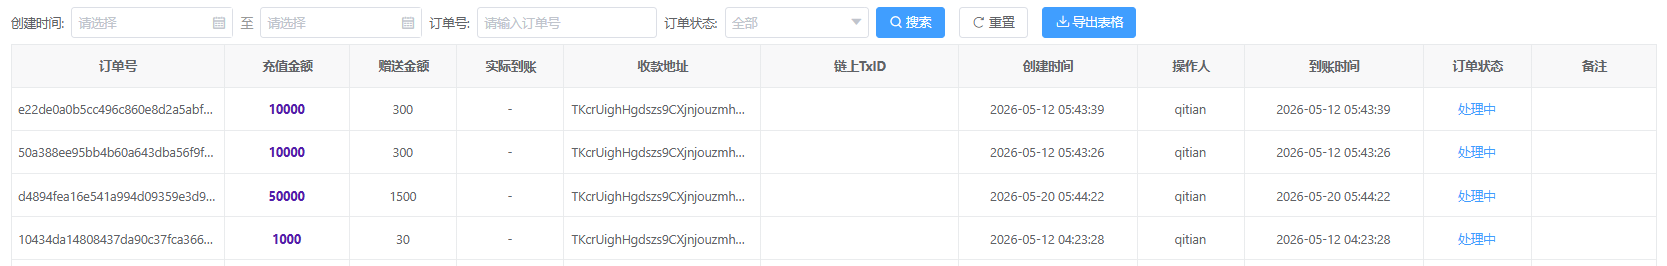 创建时间: 请选择 至 请选择 订单号: 请输入订单号 订单状态: 全部 搜索 重置 导出表格
订单号 充值金额 赠送金额 实际到账 收款地址 链上TxID 创建时间 操作人 到账时间 订单状态 备注
e22de0a0b5cc496c860e8d2a5abf... 10000 300 - TKcrUighHgdszs9CXjnjouzmh... 2026-05-12 05:43:39 qitian 2026-05-12 05:43:39 处理中
50a388ee95bb4b60a643dba56f9f... 10000 300 - TKcrUighHgdszs9CXjnjouzmh... 2026-05-12 05:43:26 qitian 2026-05-12 05:43:26 处理中
d4894fea16e541a994d09359e3d9... 50000 1500 - TKcrUighHgdszs9CXjnjouzmh... 2026-05-20 05:44:22 qitian 2026-05-20 05:44:22 处理中
10434da14808437da90c37fca366... 1000 30 - TKcrUighHgdszs9CXjnjouzmh... 2026-05-12 04:23:28 qitian 2026-05-12 04:23:28 处理中